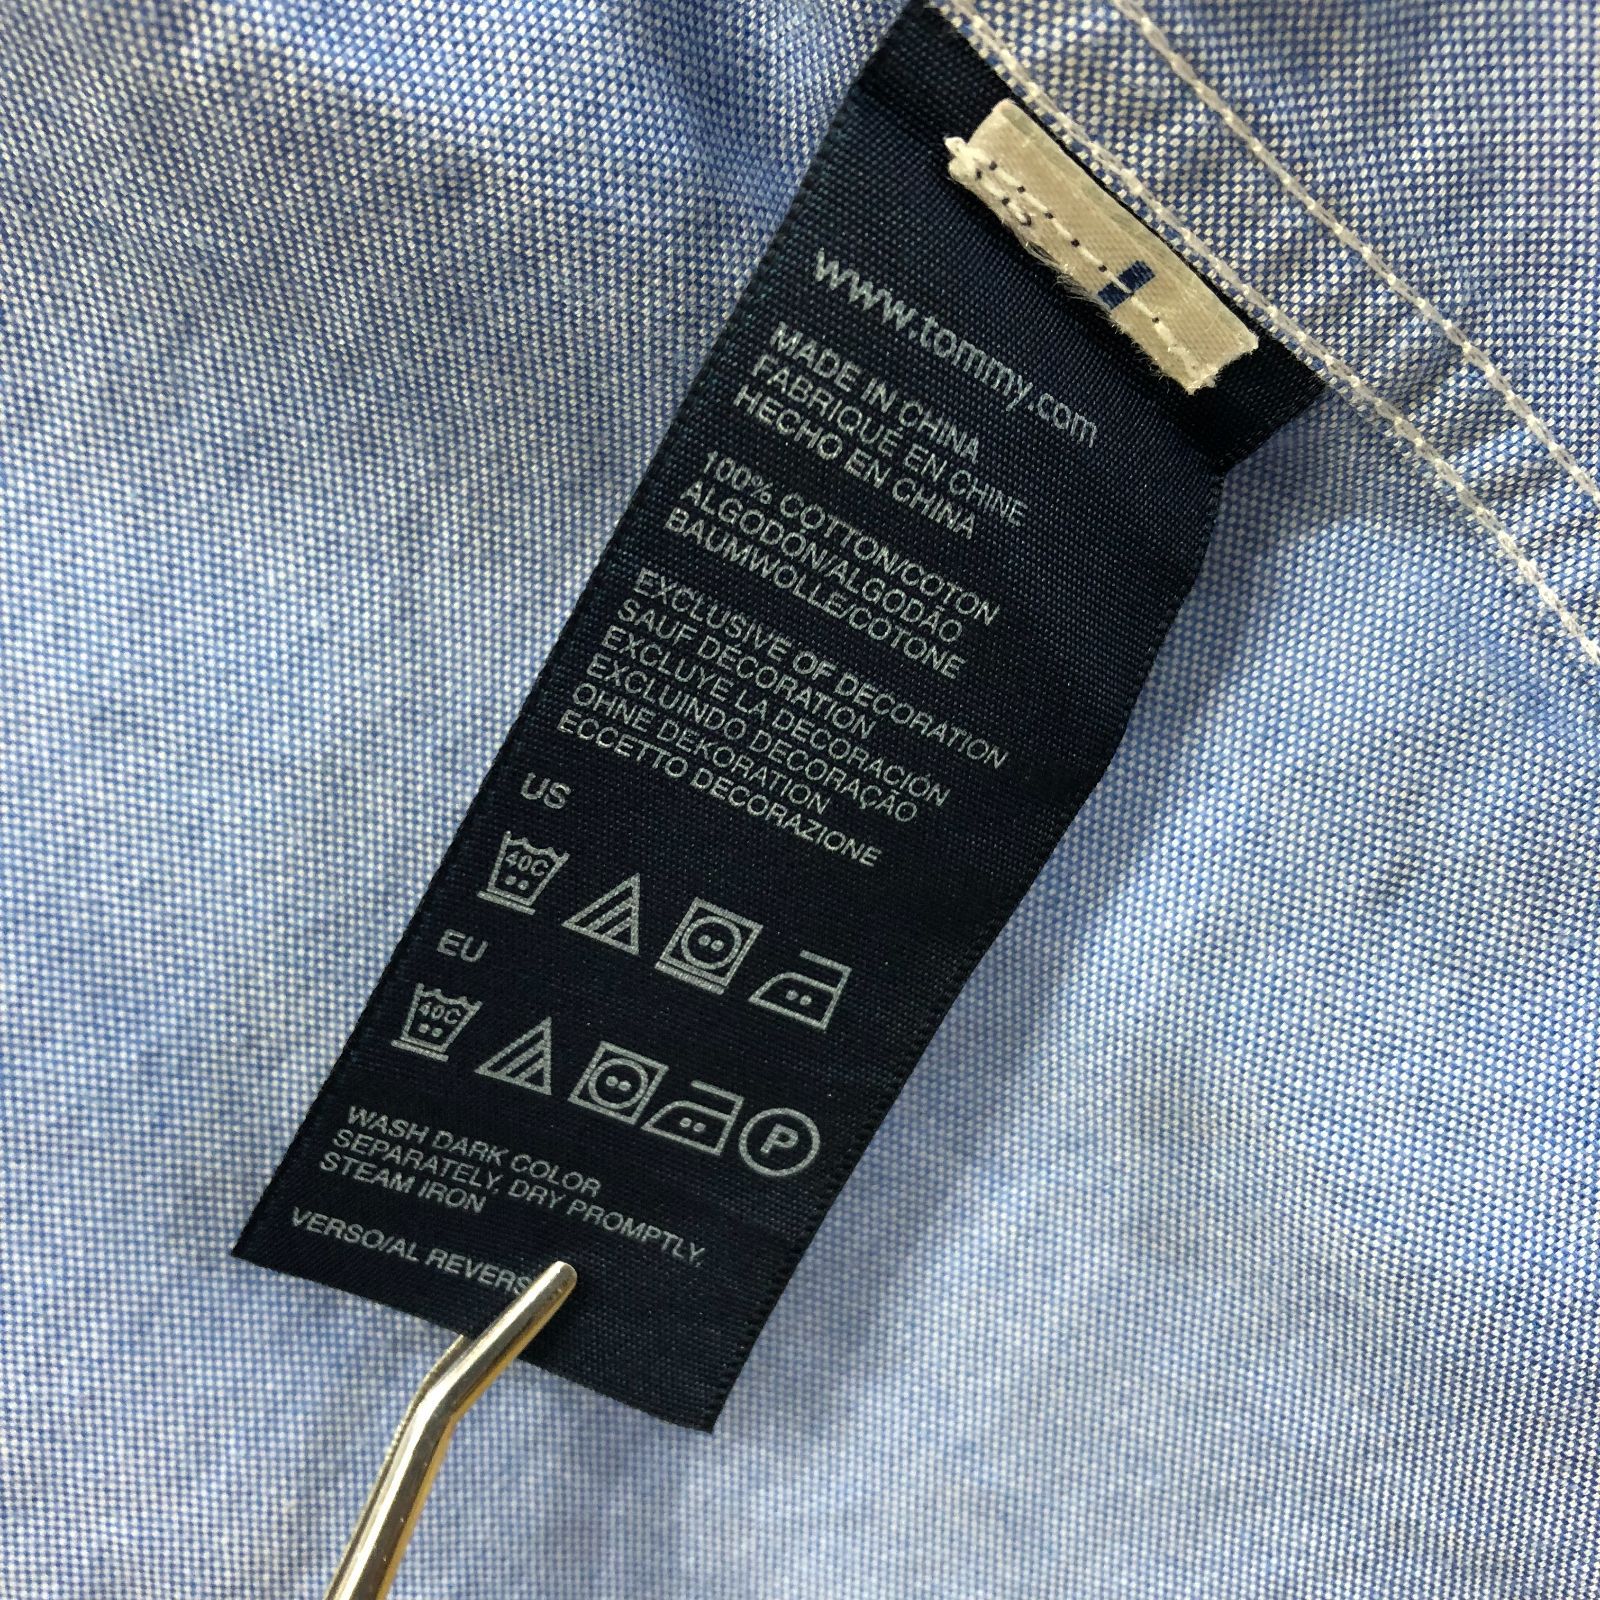 www.tommy.com
MADE IN CHINA
FABRIQUÉ EN CHINE
HECHO EN CHINA
100% COTTON/COTON
ALGODÓN/ALGODÃO
BAUMWOLLE/COTONE
EXCLUSIVE OF DECORATION
SAUF DÉCORATION
EXCLUYE LA DECORACIÓN
EXCLUINDO DECORAÇÃO
OHNE DEKORATION
ECCETTO DECORAZIONE
US
40C
EU
40C
P
WASH DARK COLOR
SEPARATELY, DRY PROMPTLY,
STEAM IRON
VERSO/AL REVERS